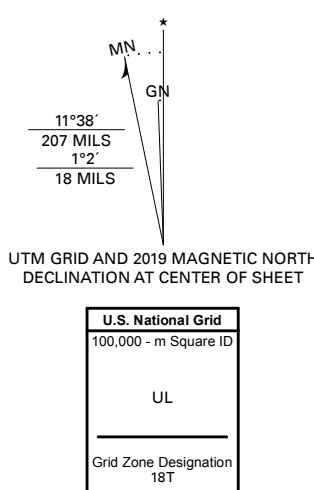 ★
MN
GN
11°38´
207 MILS
1°2´
18 MILS
UTM GRID AND 2019 MAGNETIC NORTH
DECLINATION AT CENTER OF SHEET
U.S. National Grid
100,000 - m Square ID
UL
Grid Zone Designation
18T